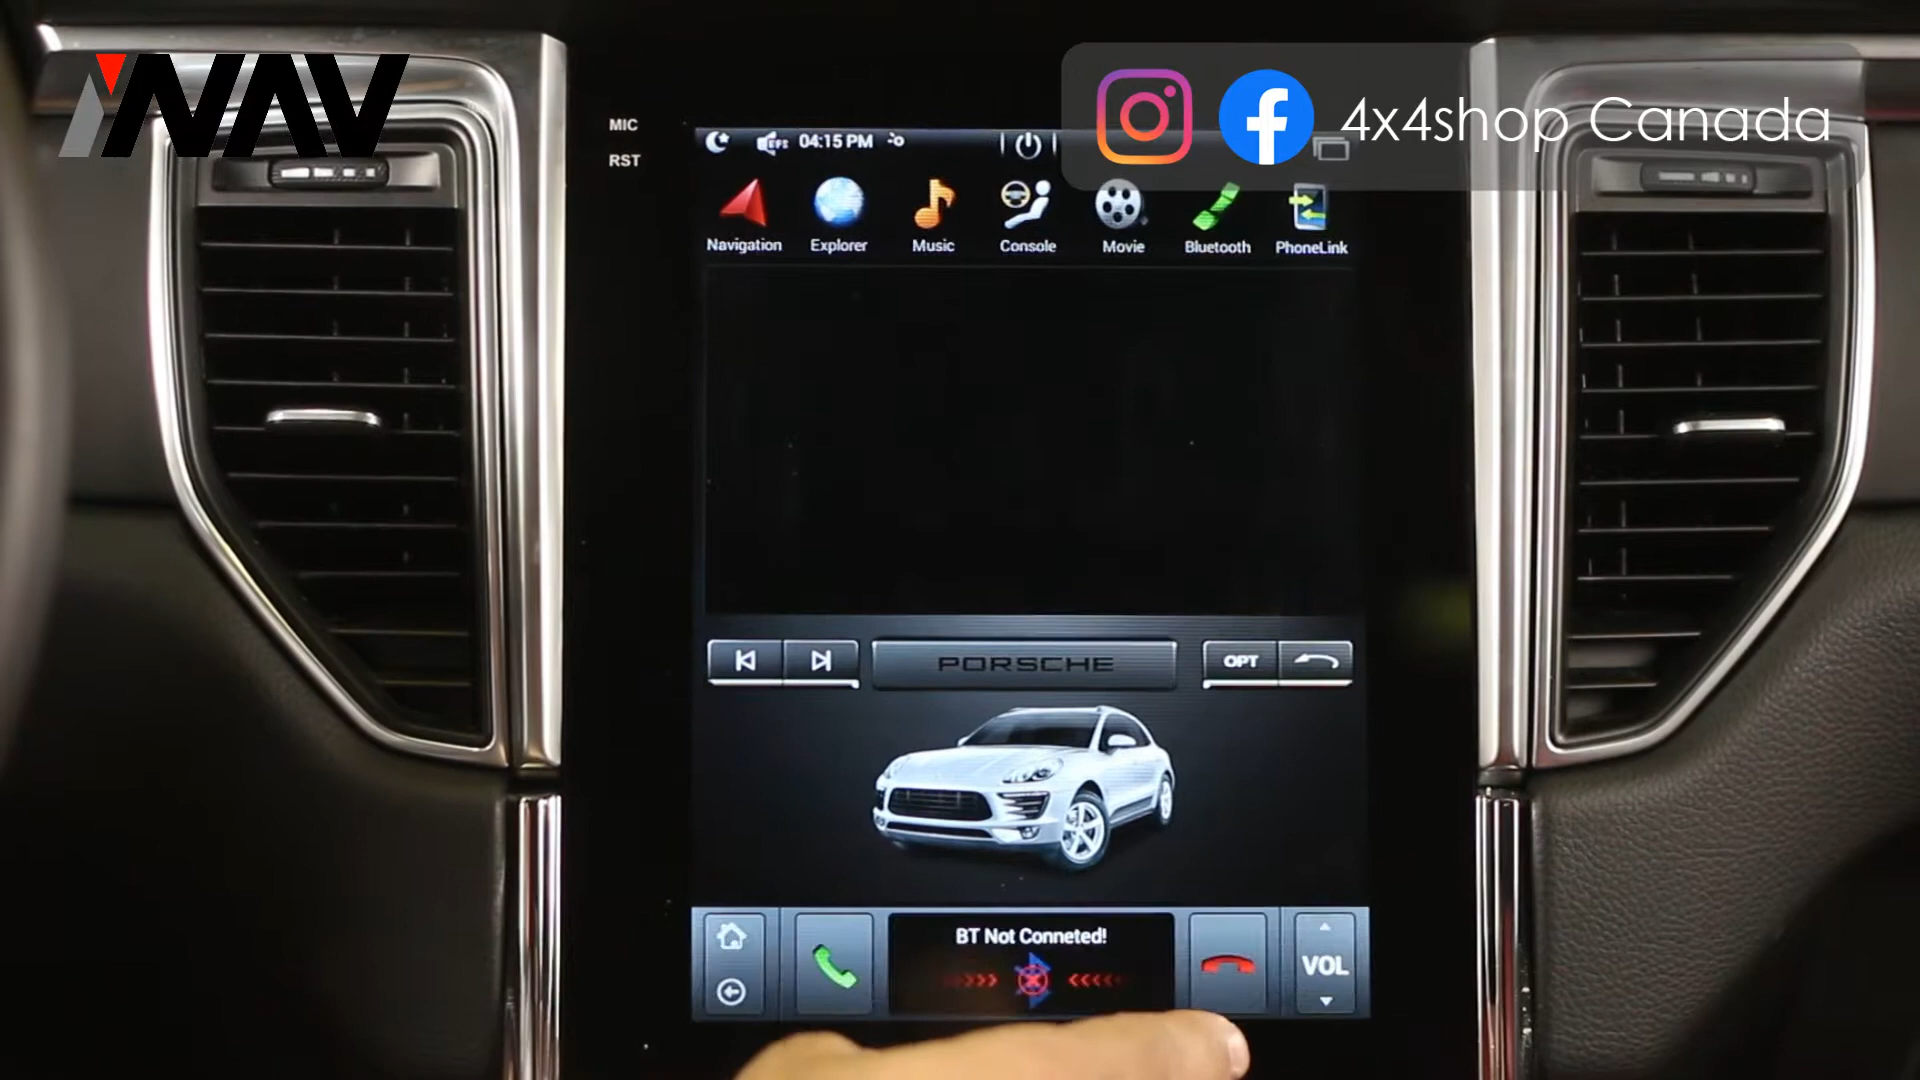 iNAV
4x4shop Canada
MIC
RST
04:15 PM
Navigation Explorer Music Console Movie Bluetooth PhoneLink
PORSCHE
OPT
BT Not Conneted!
VOL